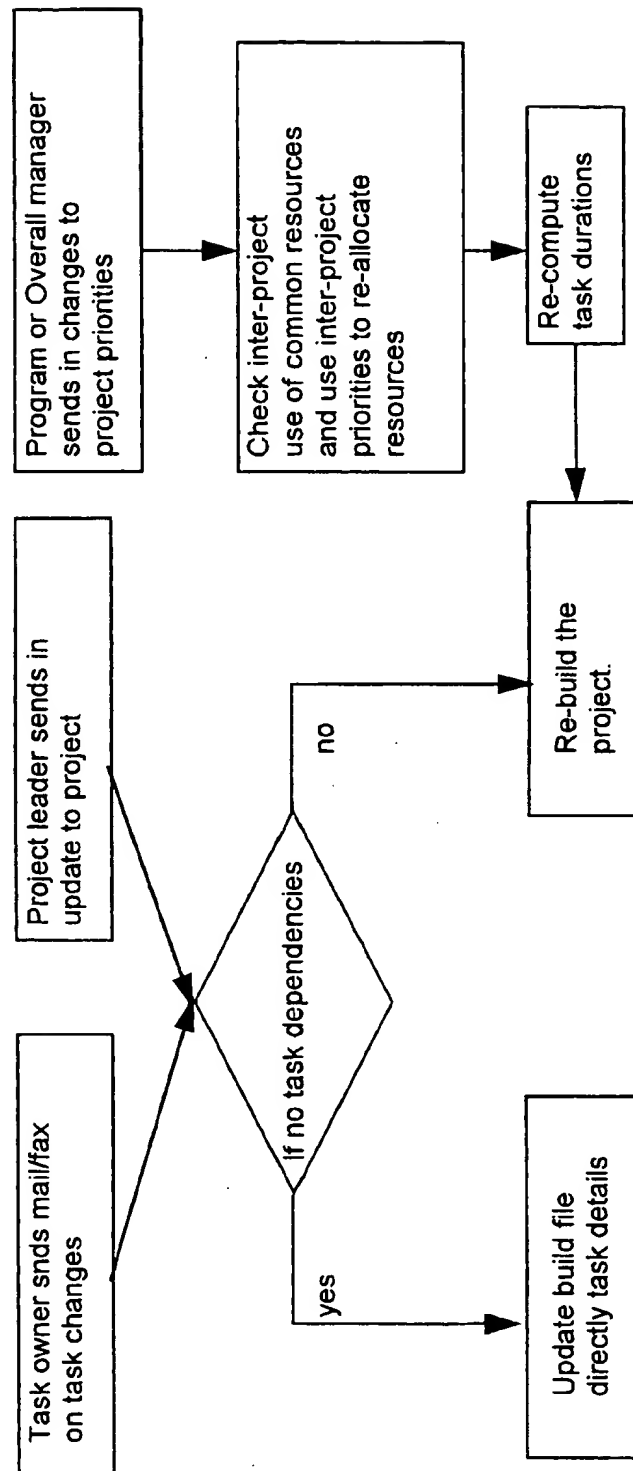 Task owner snds mail/fax
on task changes
Project leader sends in
update to project
Program or Overall manager
sends in changes to
project priorities
If no task dependencies
yes
no
Check inter-project
use of common resources
and use inter-project
priorities to re-allocate
resources
Update build file
directly task details
Re-build the
project.
Re-compute
task durations